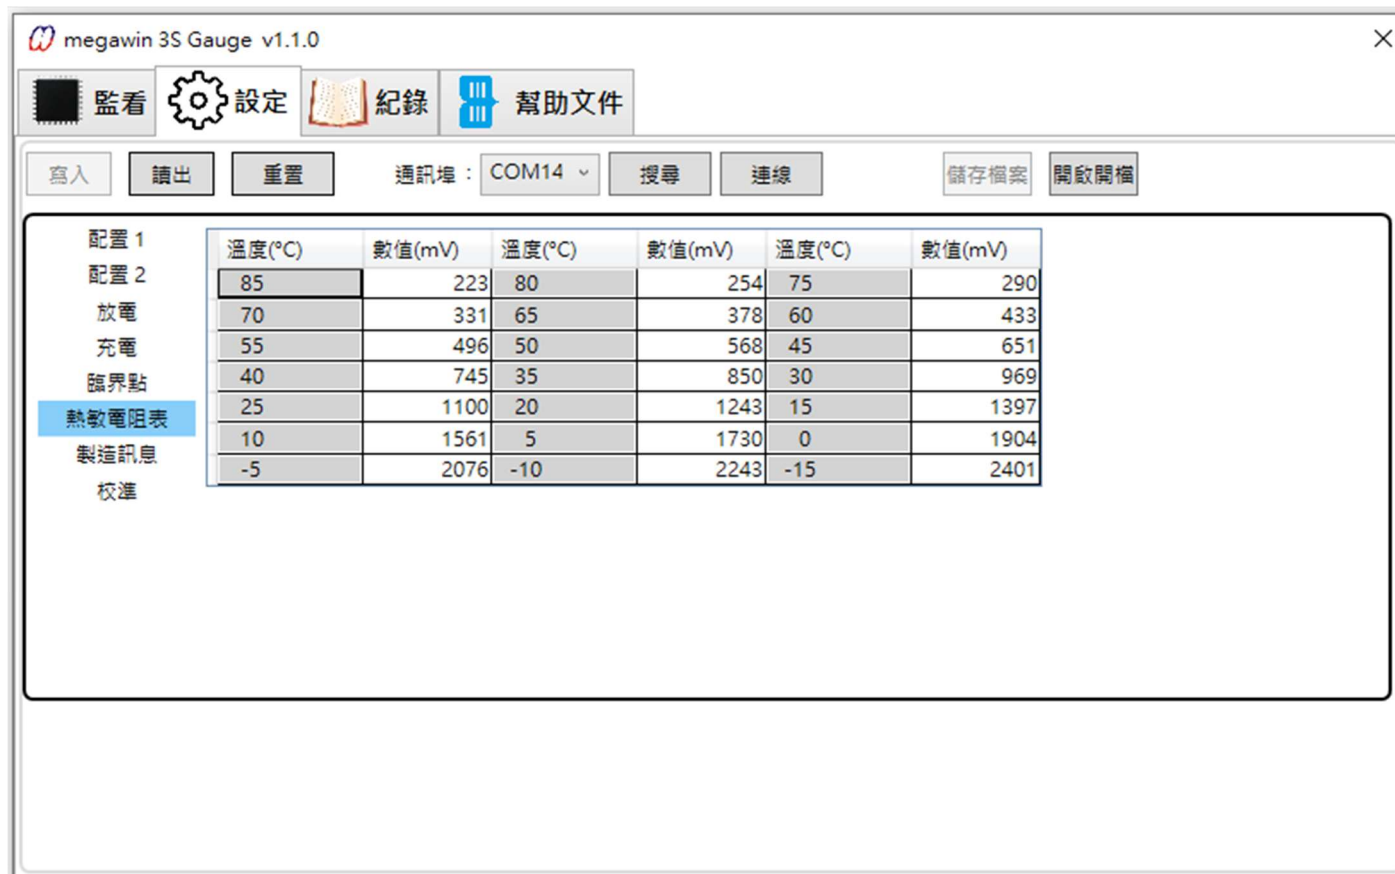 megawin 3S Gauge v1.1.0
監看 設定 紀錄 幫助文件
寫入 讀出 重置 通訊埠： COM14 搜尋 連線 儲存檔案 開啟開檔
配置 1
配置 2
放電
充電
臨界點
熱敏電阻表
製造訊息
校準
溫度(°C) 數值(mV) 溫度(°C) 數值(mV) 溫度(°C) 數值(mV)
85 223 80 254 75 290
70 331 65 378 60 433
55 496 50 568 45 651
40 745 35 850 30 969
25 1100 20 1243 15 1397
10 1561 5 1730 0 1904
-5 2076 -10 2243 -15 2401